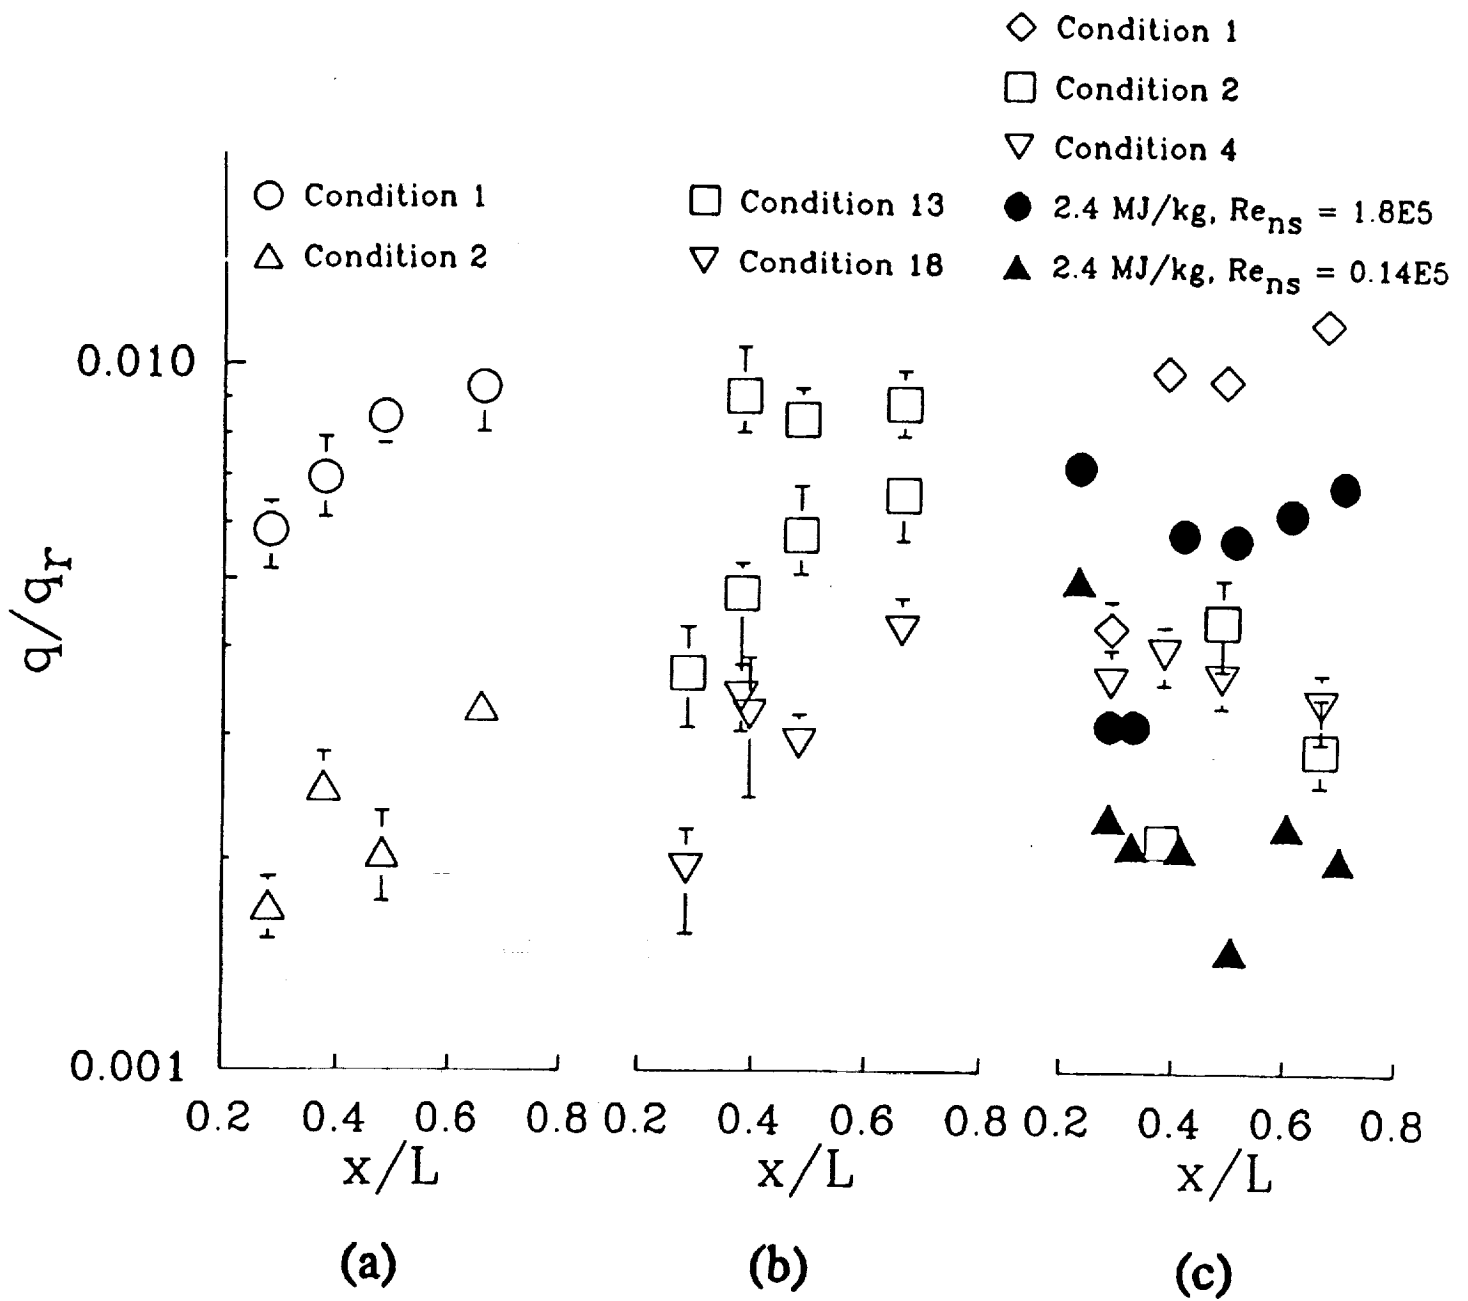 Condition 1
Condition 2
Condition 4
2.4 MJ/kg, Re_ns = 1.8E5
2.4 MJ/kg, Re_ns = 0.14E5
Condition 1
Condition 2
Condition 13
Condition 18
0.010
q/q_r
0.001
0.2 0.4 0.6 0.8 0.2 0.4 0.6 0.8 0.2 0.4 0.6 0.8
x/L x/L x/L
(a) (b) (c)